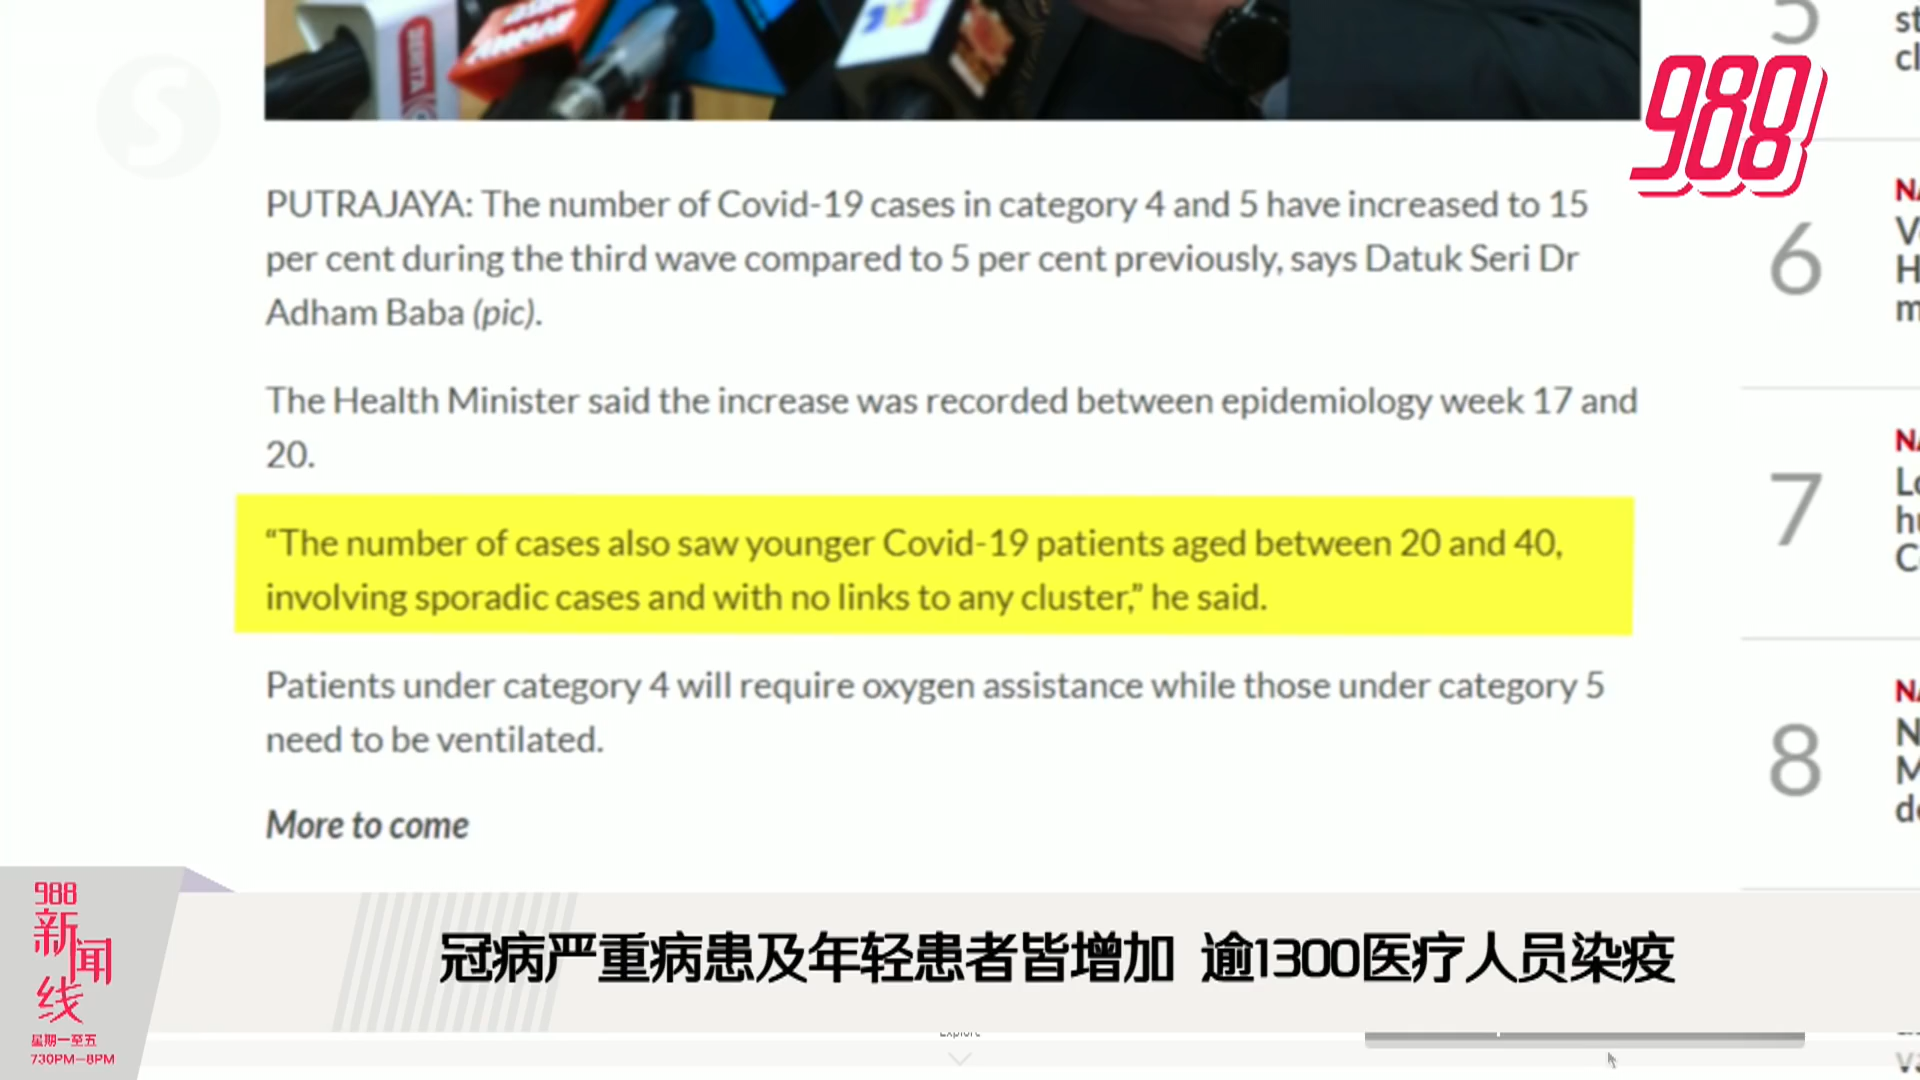 BERITA
S
988
PUTRAJAYA: The number of Covid-19 cases in category 4 and 5 have increased to 15
per cent during the third wave compared to 5 per cent previously, says Datuk Seri Dr
Adham Baba (pic).
The Health Minister said the increase was recorded between epidemiology week 17 and
20.
“The number of cases also saw younger Covid-19 patients aged between 20 and 40,
involving sporadic cases and with no links to any cluster,” he said.
Patients under category 4 will require oxygen assistance while those under category 5
need to be ventilated.
More to come
5
6
7
8
988
新闻
线
星期一至五
730PM—8PM
冠病严重病患及年轻患者皆增加 逾1300医疗人员染疫
Explore